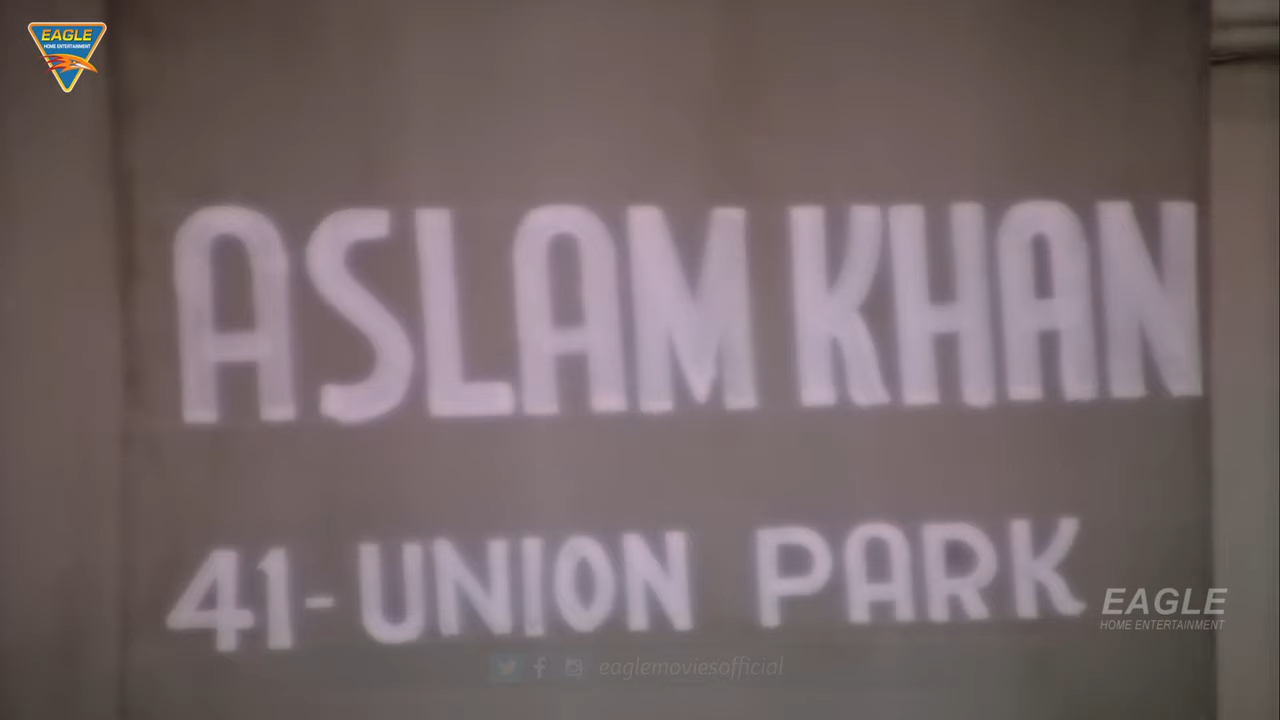 EAGLE
HOME ENTERTAINMENT
ASLAM KHAN
41-UNION PARK
EAGLE
HOME ENTERTAINMENT
eaglemoviesofficial